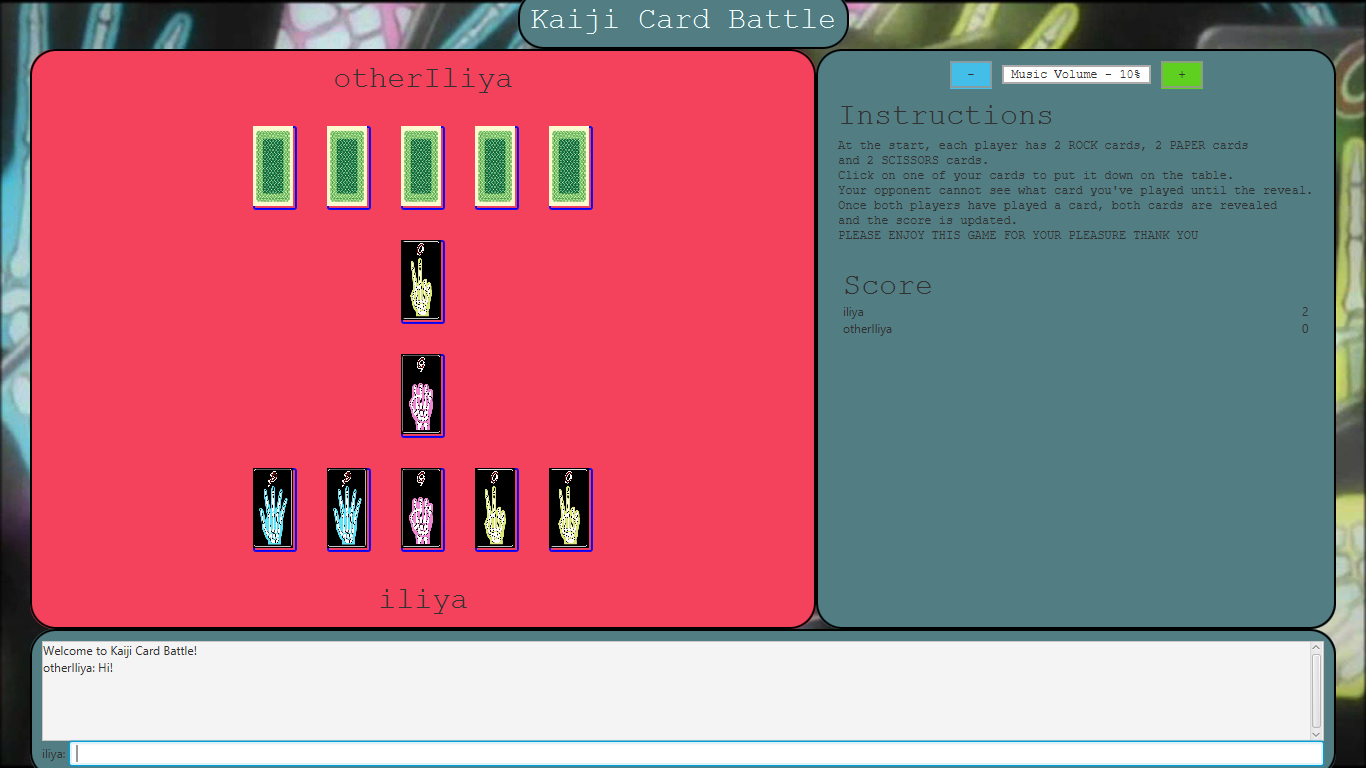 Kaiji Card Battle
otherIliya
iliya
- Music Volume - 10% +
Instructions
At the start, each player has 2 ROCK cards, 2 PAPER cards
and 2 SCISSORS cards.
Click on one of your cards to put it down on the table.
Your opponent cannot see what card you've played until the reveal.
Once both players have played a card, both cards are revealed
and the score is updated.
PLEASE ENJOY THIS GAME FOR YOUR PLEASURE THANK YOU
Score
iliya 2
otherIliya 0
Welcome to Kaiji Card Battle!
otherIliya: Hi!
iliya: